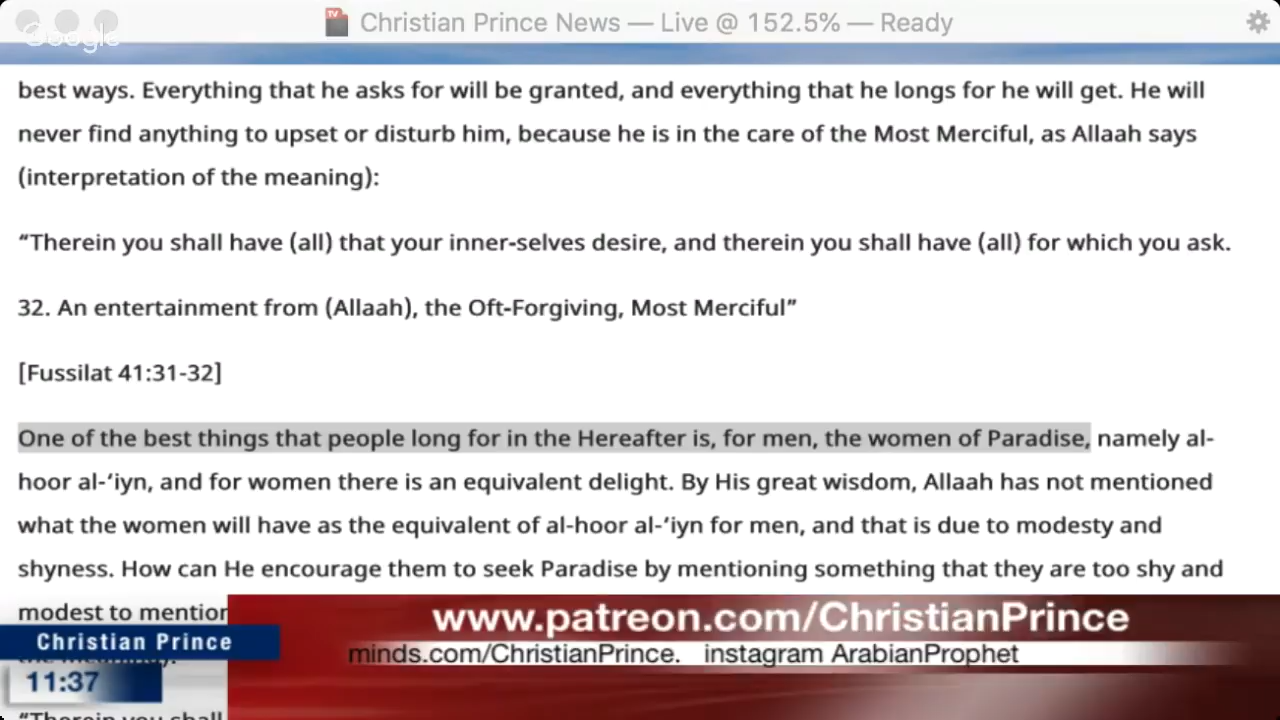 Christian Prince News — Live @ 152.5% — Ready
Google
best ways. Everything that he asks for will be granted, and everything that he longs for he will get. He will
never find anything to upset or disturb him, because he is in the care of the Most Merciful, as Allaah says
(interpretation of the meaning):
“Therein you shall have (all) that your inner-selves desire, and therein you shall have (all) for which you ask.
32. An entertainment from (Allaah), the Oft-Forgiving, Most Merciful”
[Fussilat 41:31-32]
One of the best things that people long for in the Hereafter is, for men, the women of Paradise, namely al-
hoor al-‘iyn, and for women there is an equivalent delight. By His great wisdom, Allaah has not mentioned
what the women will have as the equivalent of al-hoor al-‘iyn for men, and that is due to modesty and
shyness. How can He encourage them to seek Paradise by mentioning something that they are too shy and
modest to mention
www.patreon.com/ChristianPrince
Christian Prince
minds.com/ChristianPrince. instagram ArabianProphet
11:37
“Therein you shall